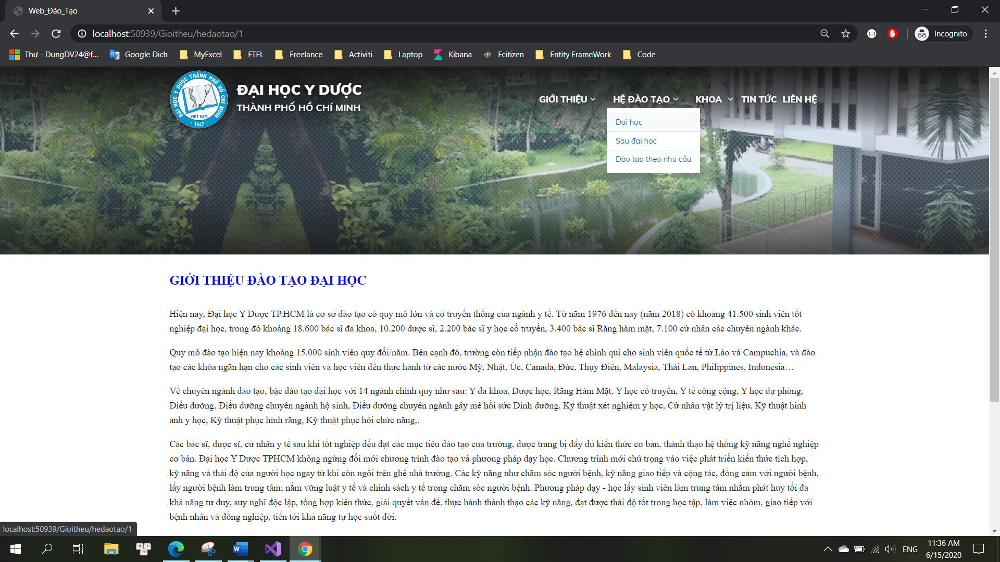 Web_Đào_Tạo
localhost:50939/Gioitheu/hedaotao/1
Incognito
Thư - DungDV24@f...
Google Dịch
MyExcel
FTEL
Freelance
Activiti
Laptop
Kibana
Fcitizen
Entity FrameWork
Code
ĐẠI HỌC Y DƯỢC THÀNH PHỐ HỒ CHÍ MINH
VIỆT NAM
· 1947 ·
ĐẠI HỌC Y DƯỢC
THÀNH PHỐ HỒ CHÍ MINH
GIỚI THIỆU
HỆ ĐÀO TẠO
KHOA
TIN TỨC
LIÊN HỆ
Đại học
Sau đại học
Đào tạo theo nhu cầu
GIỚI THIỆU ĐÀO TẠO ĐẠI HỌC
Hiện nay, Đại học Y Dược TP.HCM là cơ sở đào tạo có quy mô lớn và có truyền thống của ngành y tế. Từ năm 1976 đến nay (năm 2018) có khoảng 41.500 sinh viên tốt
nghiệp đại học, trong đó khoảng 18.600 bác sĩ đa khoa, 10.200 dược sĩ, 2.200 bác sĩ y học cổ truyền, 3.400 bác sĩ Răng hàm mặt, 7.100 cử nhân các chuyên ngành khác.
Quy mô đào tạo hiện nay khoảng 15.000 sinh viên quy đổi/năm. Bên cạnh đó, trường còn tiếp nhận đào tạo hệ chính qui cho sinh viên quốc tế từ Lào và Campuchia, và đào
tạo các khóa ngắn hạn cho các sinh viên và học viên đến thực hành từ các nước Mỹ, Nhật, Úc, Canada, Đức, Thụy Điển, Malaysia, Thái Lan, Philippines, Indonesia…
Về chuyên ngành đào tạo, bậc đào tạo đại học với 14 ngành chính quy như sau: Y đa khoa, Dược học, Răng Hàm Mặt, Y học cổ truyền, Y tế công cộng, Y học dự phòng,
Điều dưỡng, Điều dưỡng chuyên ngành hộ sinh, Điều dưỡng chuyên ngành gây mê hồi sức Dinh dưỡng, Kỹ thuật xét nghiệm y học, Cử nhân vật lý trị liệu, Kỹ thuật hình
ảnh y học, Kỹ thuật phục hình răng, Kỹ thuật phục hồi chức năng,.
Các bác sĩ, dược sĩ, cử nhân y tế sau khi tốt nghiệp đều đạt các mục tiêu đào tạo của trường, được trang bị đầy đủ kiến thức cơ bản, thành thạo hệ thống kỹ năng nghề nghiệp
cơ bản. Đại học Y Dược TPHCM không ngừng đổi mới chương trình đào tạo và phương pháp dạy học. Chương trình mới chú trọng vào việc phát triển kiến thức tích hợp,
kỹ năng và thái độ của người học ngay từ khi còn ngồi trên ghế nhà trường. Các kỹ năng như chăm sóc người bệnh, kỹ năng giao tiếp và cộng tác, đồng cảm với người bệnh,
lấy người bệnh làm trung tâm; nắm vững luật y tế và chính sách y tế trong chăm sóc người bệnh. Phương pháp dạy - học lấy sinh viên làm trung tâm nhằm phát huy tối đa
khả năng tư duy, suy nghĩ độc lập, tổng hợp kiến thức, giải quyết vấn đề, thực hành thành thạo các kỹ năng, đạt được thái độ tốt trong học tập, làm việc nhóm, giao tiếp với
bệnh nhân và đồng nghiệp, tiến tới khả năng tự học suốt đời.
localhost:50939/Gioitheu/hedaotao/1
ENG
11:36 AM
6/15/2020